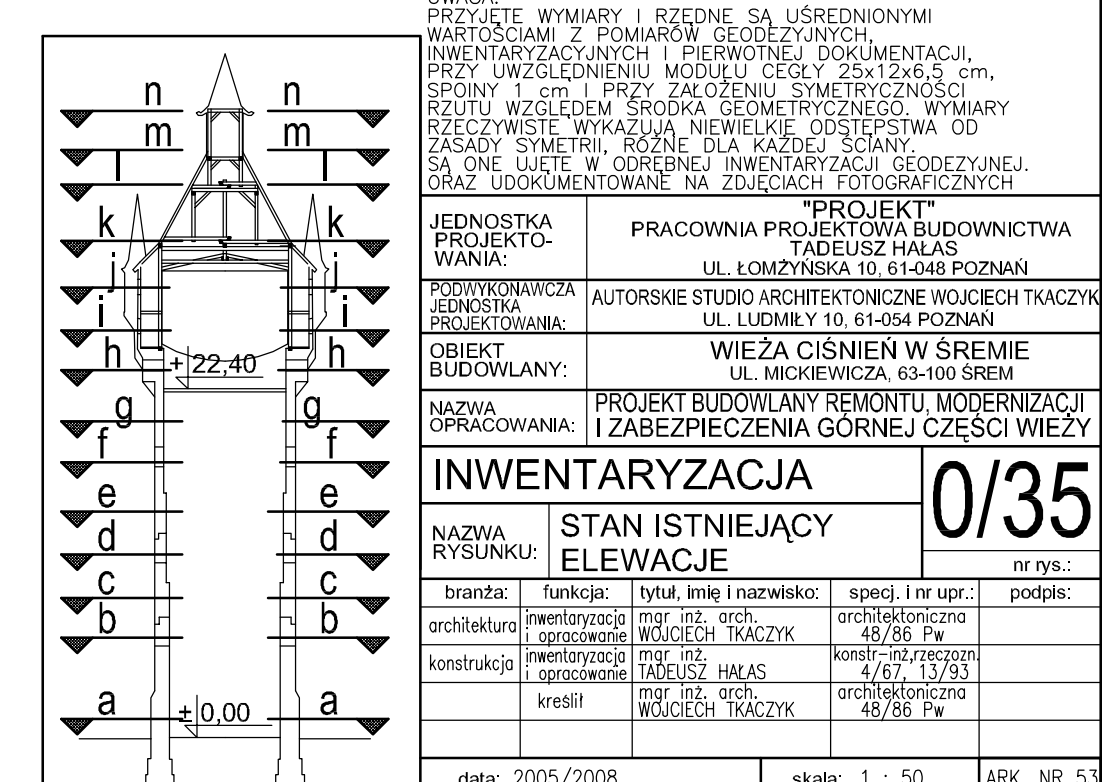 UWAGA:
PRZYJĘTE WYMIARY I RZĘDNE SĄ UŚREDNIONYMI
WARTOŚCIAMI Z POMIARÓW GEODEZYJNYCH,
INWENTARYZACYJNYCH I PIERWOTNEJ DOKUMENTACJI,
PRZY UWZGLĘDNIENIU MODUŁU CEGŁY 25x12x6,5 cm,
SPOINY 1 cm I PRZY ZAŁOŻENIU SYMETRYCZNOŚCI
RZUTU WZGLĘDEM ŚRODKA GEOMETRYCZNEGO. WYMIARY
RZECZYWISTE WYKAZUJĄ NIEWIELKIE ODSTĘPSTWA OD
ZASADY SYMETRII, RÓŻNE DLA KAŻDEJ ŚCIANY.
SĄ ONE UJĘTE W ODRĘBNEJ INWENTARYZACJI GEODEZYJNEJ.
ORAZ UDOKUMENTOWANE NA ZDJĘCIACH FOTOGRAFICZNYCH
n n
m m
l l
k k
j j
i i
h h
+22,40
g g
f f
e e
d d
c c
b b
a a
± 0,00
JEDNOSTKA
PROJEKTO-
WANIA:
"PROJEKT"
PRACOWNIA PROJEKTOWA BUDOWNICTWA
TADEUSZ HAŁAS
UL. ŁOMŻYŃSKA 10, 61-048 POZNAŃ
PODWYKONAWCZA
JEDNOSTKA
PROJEKTOWANIA:
AUTORSKIE STUDIO ARCHITEKTONICZNE WOJCIECH TKACZYK
UL. LUDMIŁY 10, 61-054 POZNAŃ
OBIEKT
BUDOWLANY:
WIEŻA CIŚNIEŃ W ŚREMIE
UL. MICKIEWICZA, 63-100 ŚREM
NAZWA
OPRACOWANIA:
PROJEKT BUDOWLANY REMONTU, MODERNIZACJI
I ZABEZPIECZENIA GÓRNEJ CZĘŚCI WIEŻY
INWENTARYZACJA
0/35
nr rys.:
NAZWA
RYSUNKU:
STAN ISTNIEJĄCY
ELEWACJE
branża: funkcja: tytuł, imię i nazwisko: specj. i nr upr.: podpis:
architektura
inwentaryzacja
i opracowanie
mgr inż. arch.
WOJCIECH TKACZYK
architektoniczna
48/86 Pw
konstrukcja
inwentaryzacja
i opracowanie
mgr inż.
TADEUSZ HAŁAS
konstr-inż,rzeczozn.
4/67, 13/93
kreślił
mgr inż. arch.
WOJCIECH TKACZYK
architektoniczna
48/86 Pw
data: 2005/2008 skala: 1 : 50 ARK. NR 53